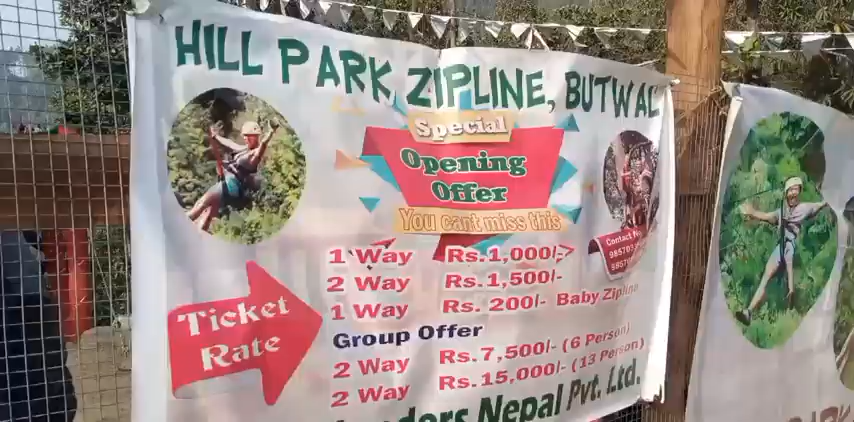 HILL PARK ZIPLINE, BUTWAL
Special
Opening
Offer
You cant miss this
Contact No.
Ticket
Rate
1 Way Rs.1,000/-
2 Way Rs.1,500/-
1 Way Rs. 200/- Baby Zipline
Group Offer
2 Way Rs.7,500/- (6 Person)
2 Way Rs.15,000/- (13 Person)
Nepal Pvt. Ltd.